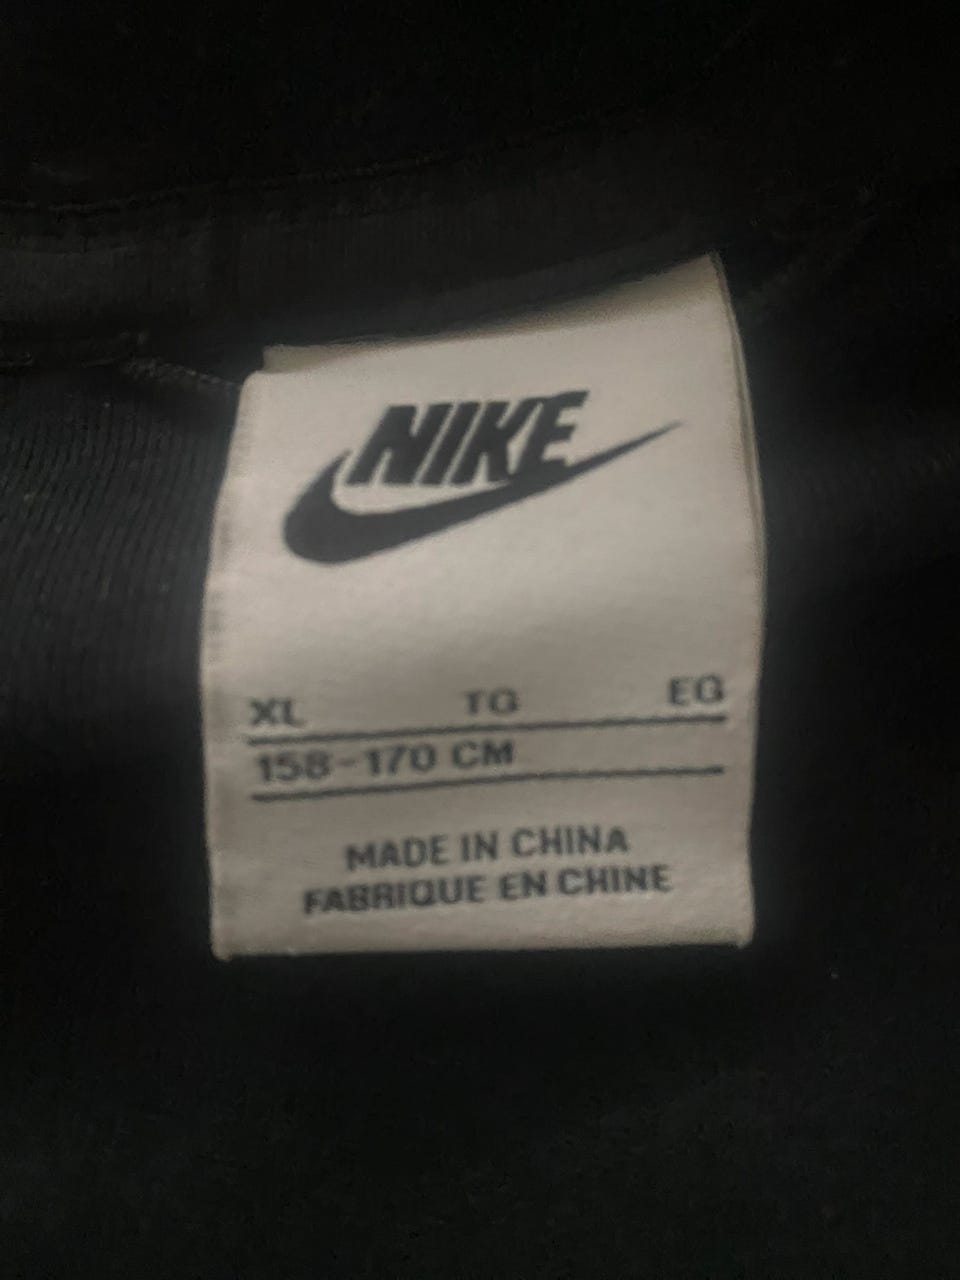 NIKE
XL TG EG
158-170 CM
MADE IN CHINA
FABRIQUE EN CHINE